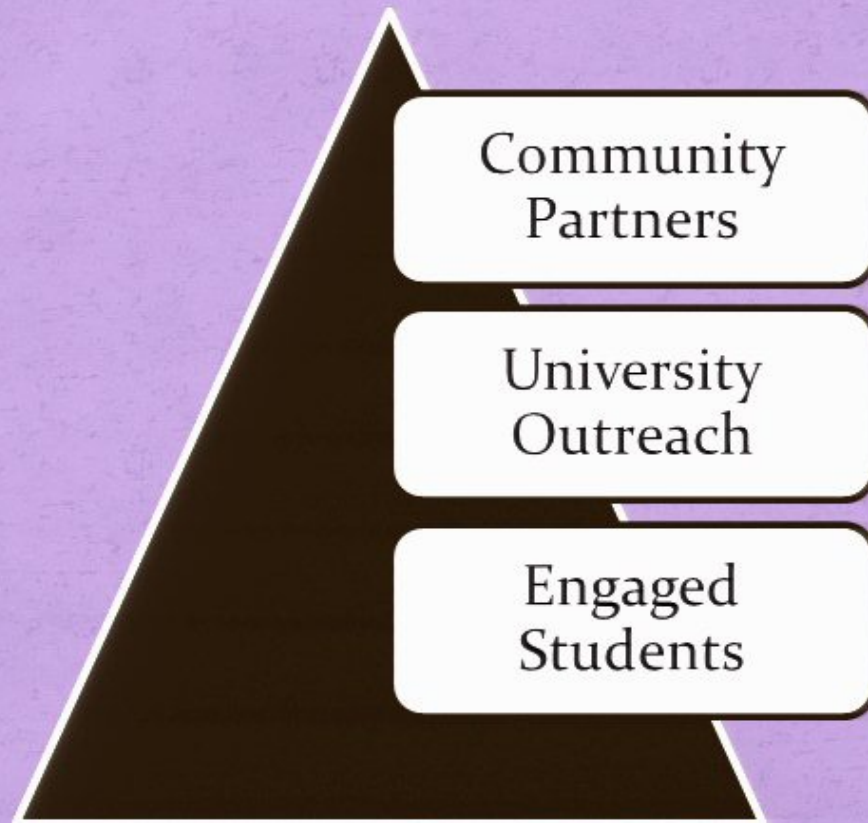 Community
Partners
University
Outreach
Engaged
Students